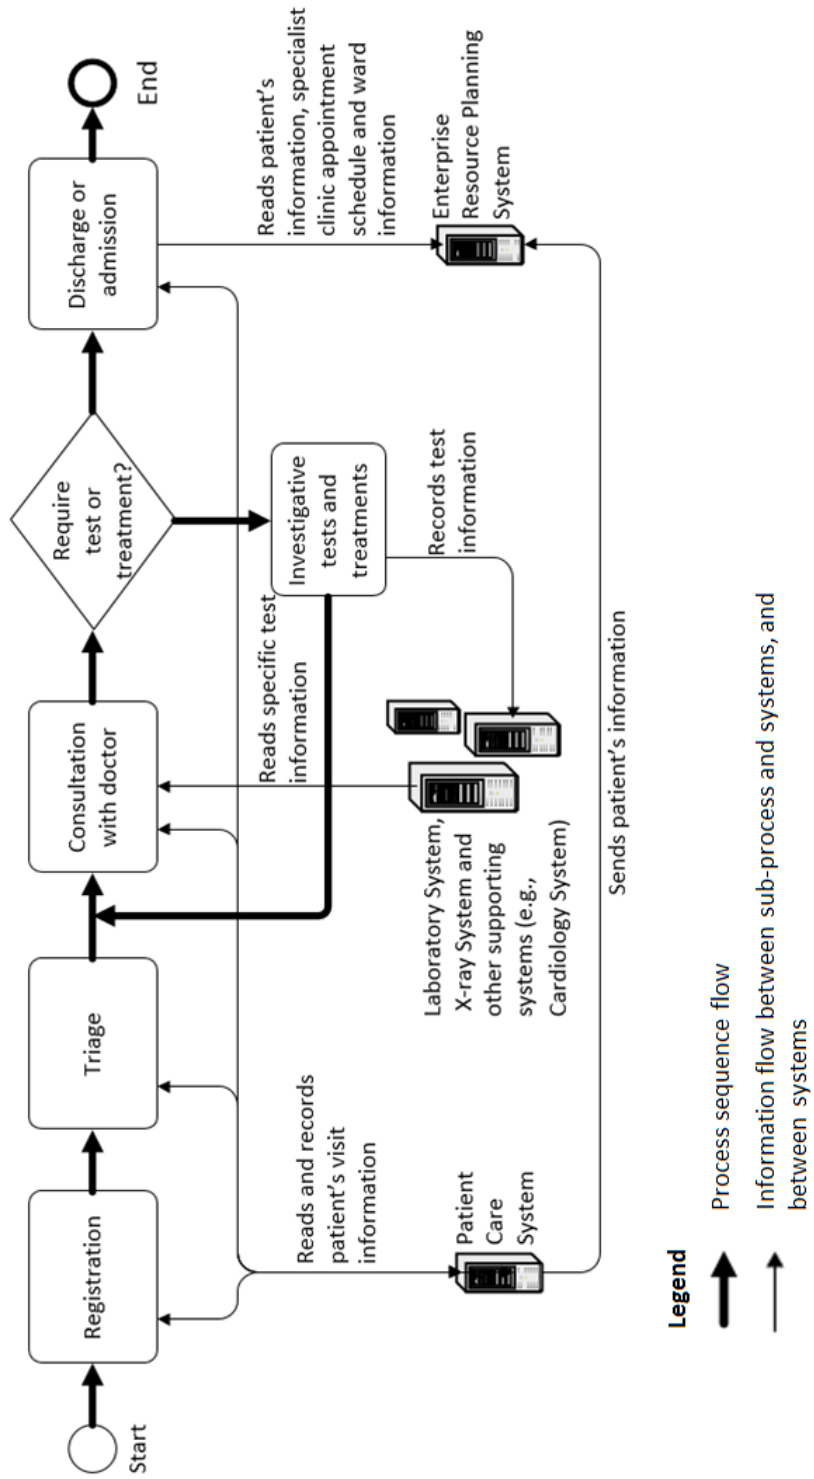 Start
Registration
Triage
Consultation
with doctor
Require
test or
treatment?
Discharge or
admission
End
Reads and records
patient's visit
information
Reads specific test
information
Investigative
tests and
treatments
Reads patient's
information, specialist
clinic appointment
schedule and ward
information
Records test
information
Patient
Care
System
Laboratory System,
X-ray System and
other supporting
systems (e.g.,
Cardiology System)
Enterprise
Resource Planning
System
Sends patient's information
Legend
Process sequence flow
Information flow between sub-process and systems, and
between systems